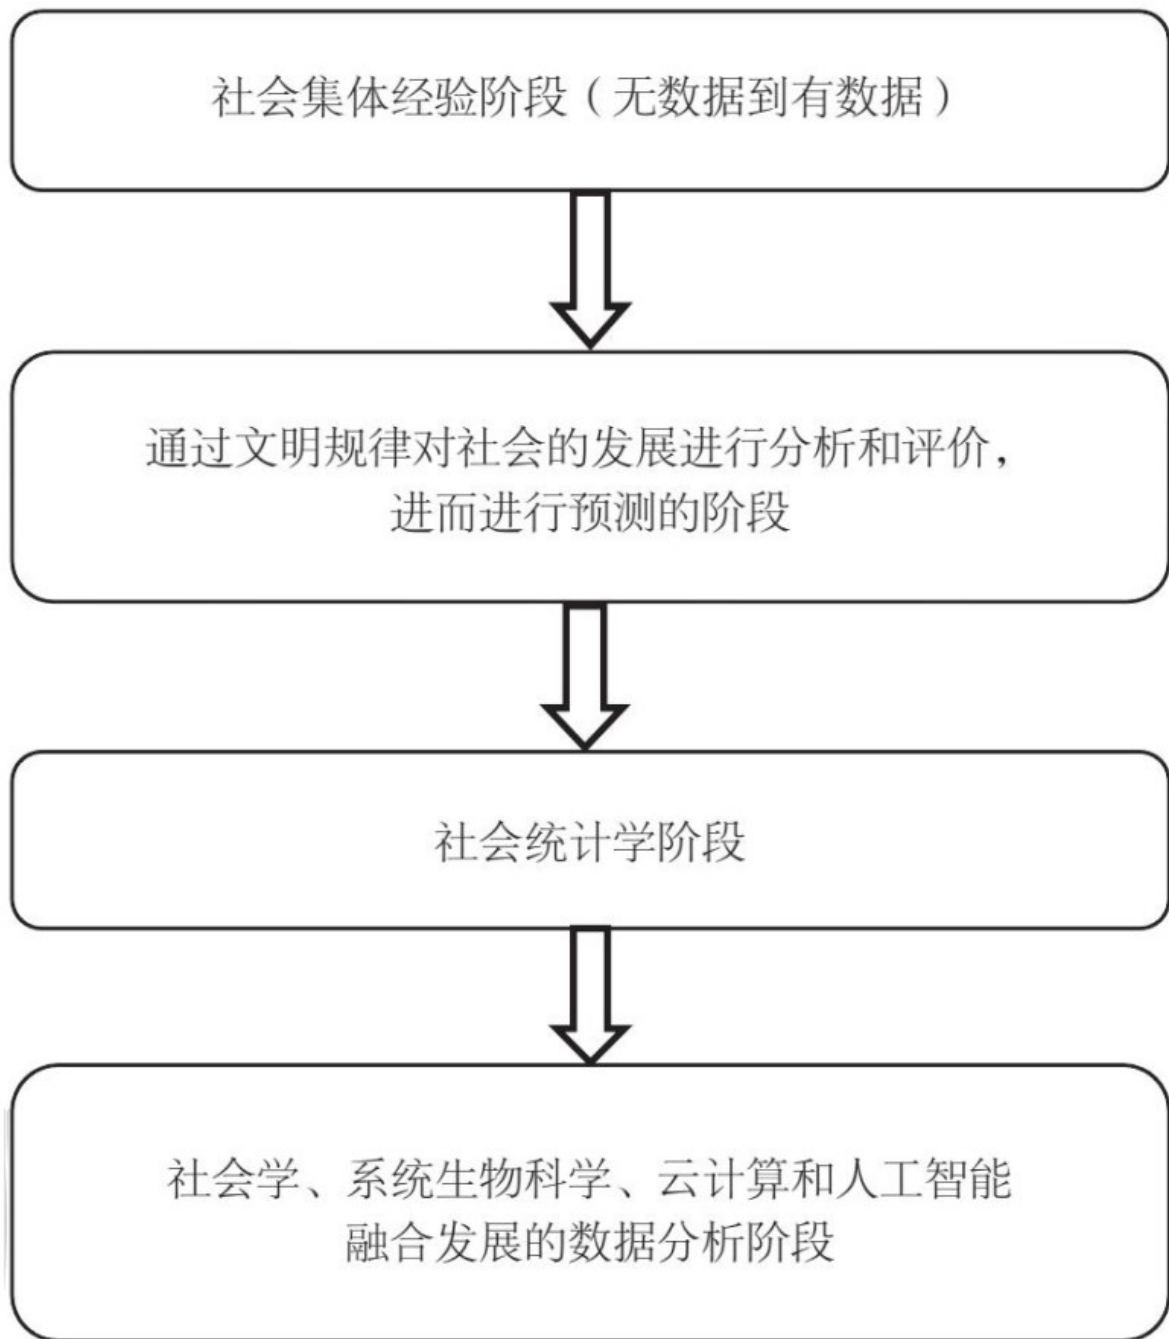 社会集体经验阶段（无数据到有数据）
通过文明规律对社会的发展进行分析和评价，
进而进行预测的阶段
社会统计学阶段
社会学、系统生物科学、云计算和人工智能
融合发展的数据分析阶段